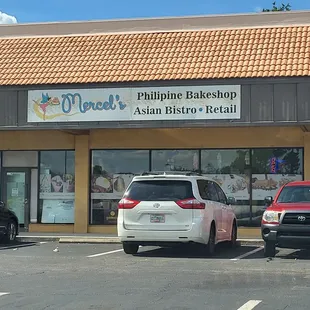 Mercel's
Philipine Bakeshop
Asian Bistro • Retail